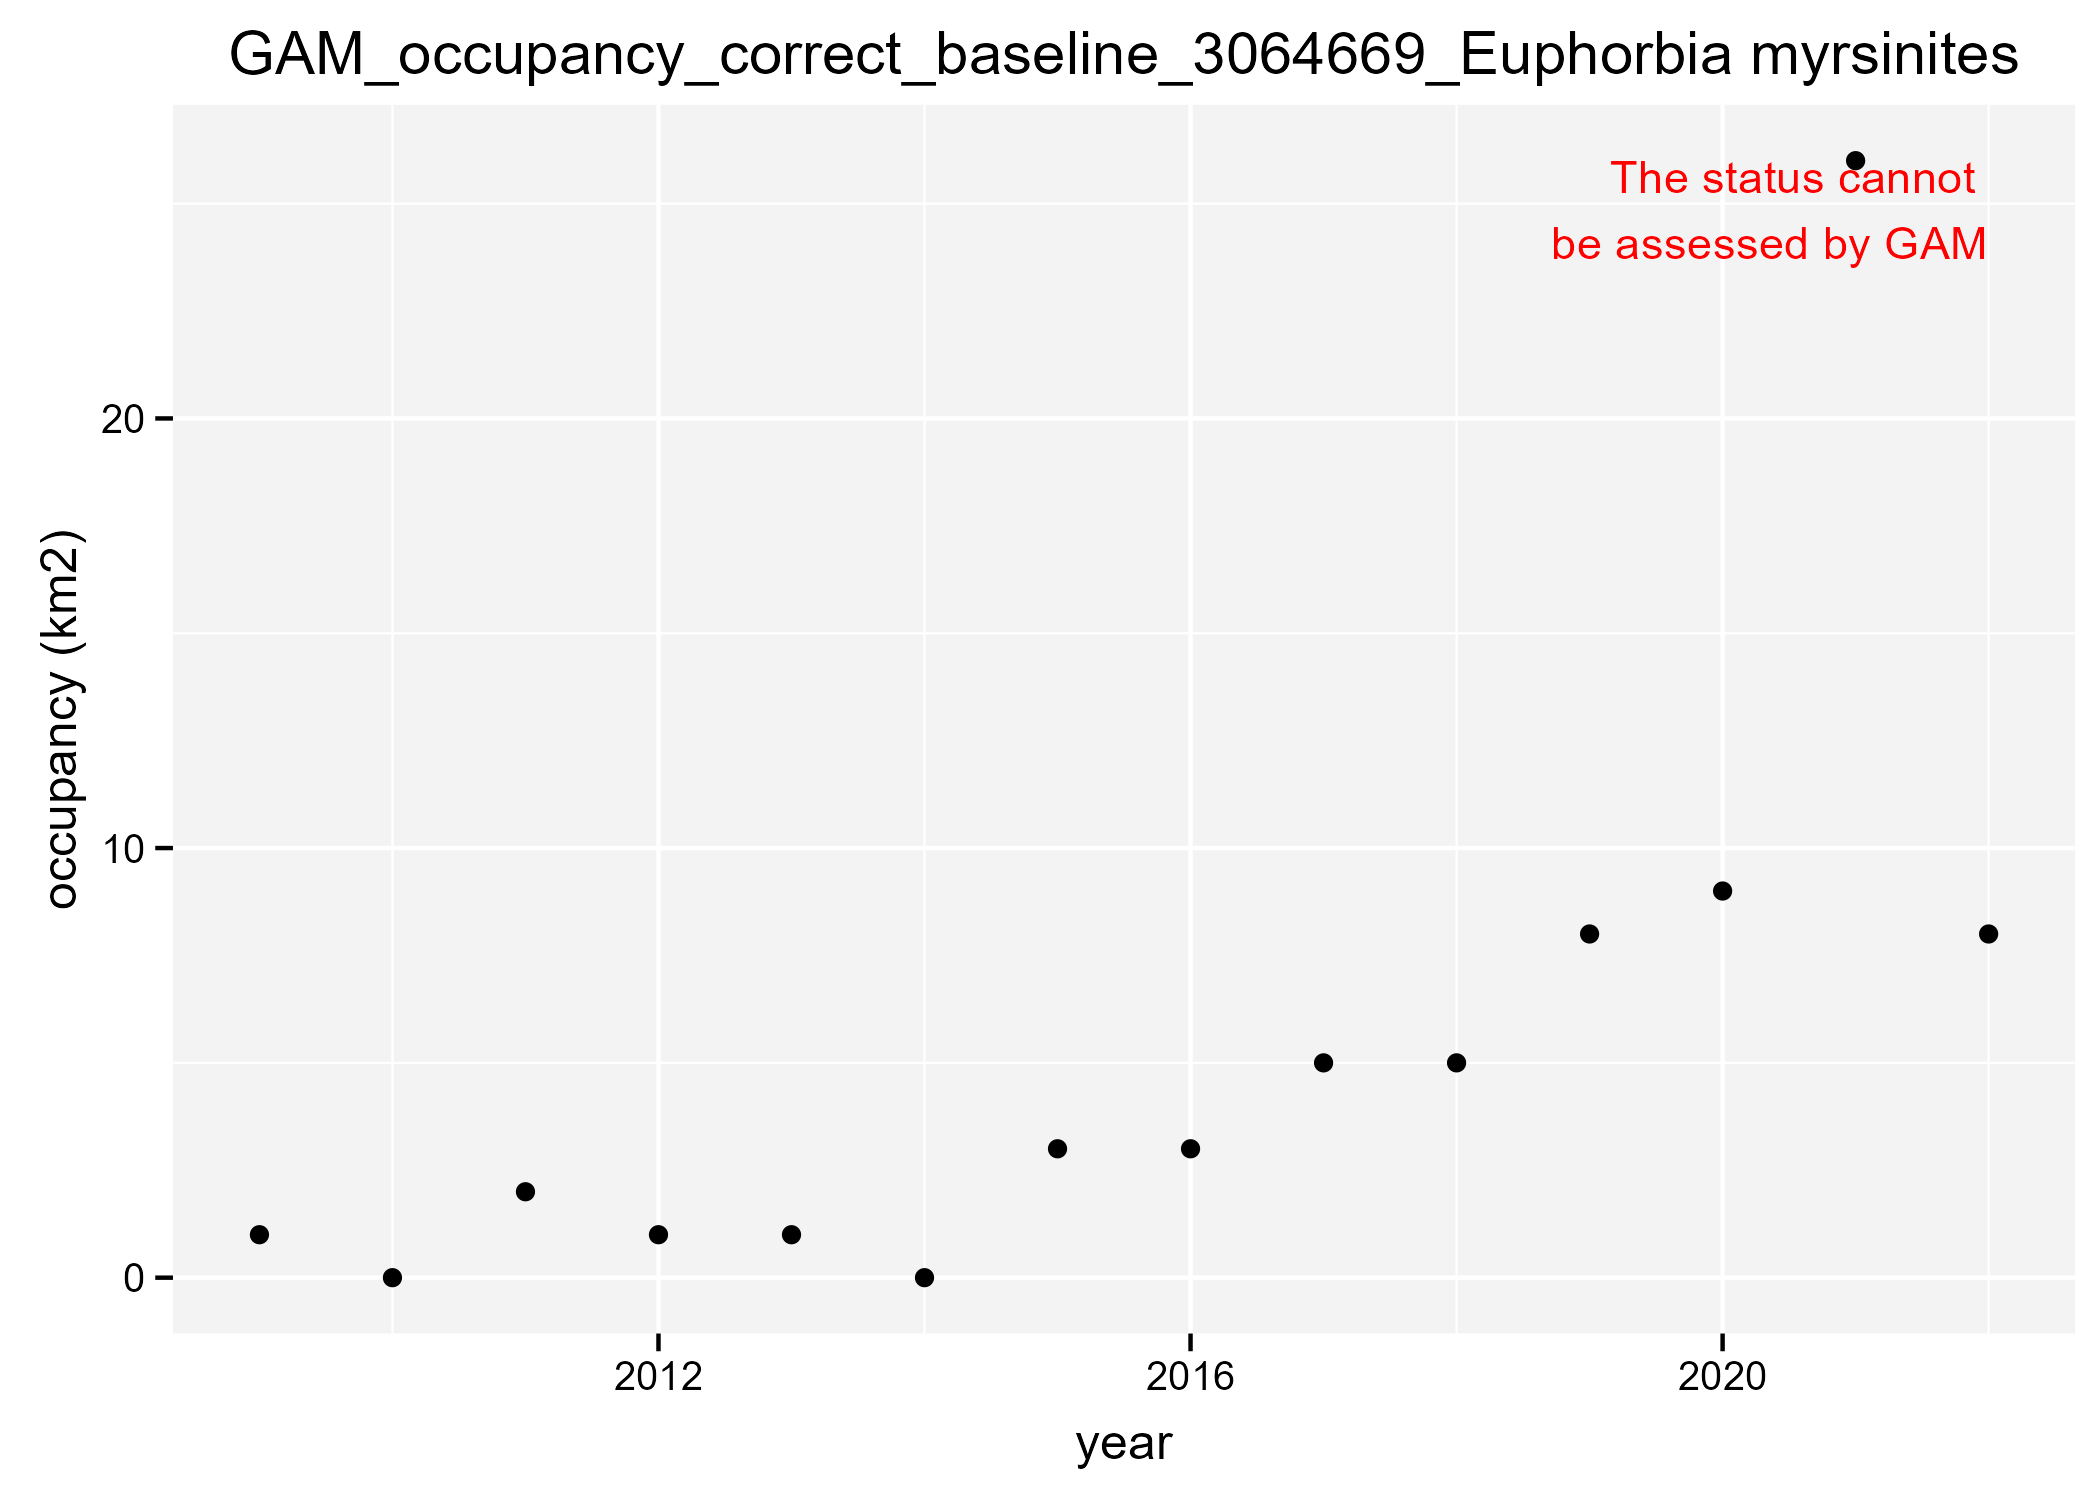 GAM_occupancy_correct_baseline_3064669_Euphorbia myrsinites
The status cannot
be assessed by GAM
20
10
0
occupancy (km2)
2012
2016
2020
year